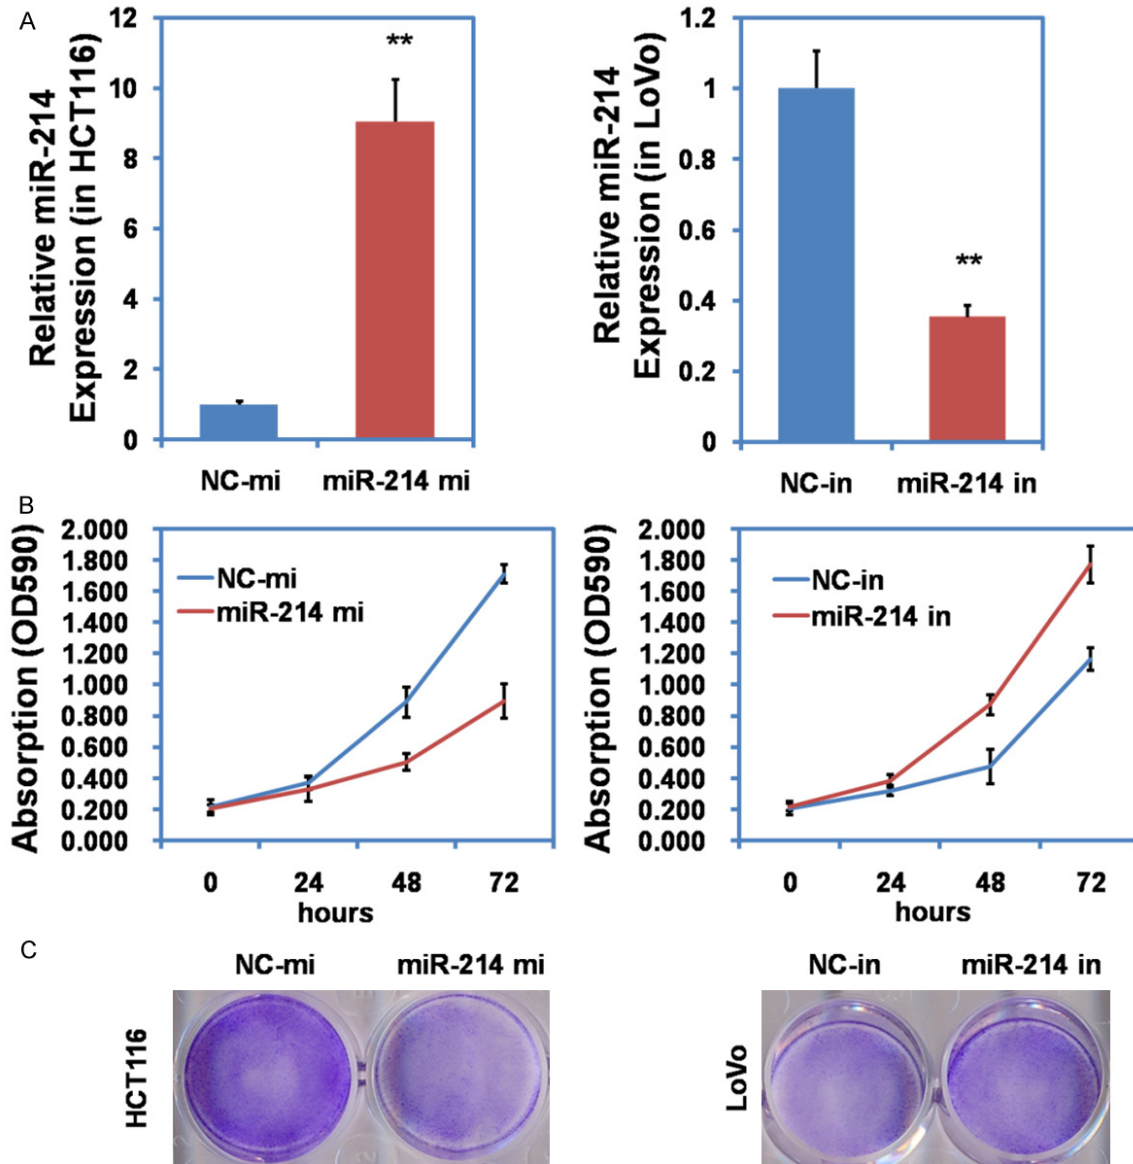 A
Relative miR-214
Expression (in HCT116)
12
10
8
6
4
2
0
**
NC-mi
miR-214 mi
Relative miR-214
Expression (in LoVo)
1.2
1
0.8
0.6
0.4
0.2
0
**
NC-in
miR-214 in
B
Absorption (OD590)
2.000
1.800
1.600
1.400
1.200
1.000
0.800
0.600
0.400
0.200
0.000
NC-mi
miR-214 mi
0 24 48 72
hours
Absorption (OD590)
2.000
1.800
1.600
1.400
1.200
1.000
0.800
0.600
0.400
0.200
0.000
NC-in
miR-214 in
0 24 48 72
hours
C
NC-mi
miR-214 mi
HCT116
NC-in
miR-214 in
LoVo